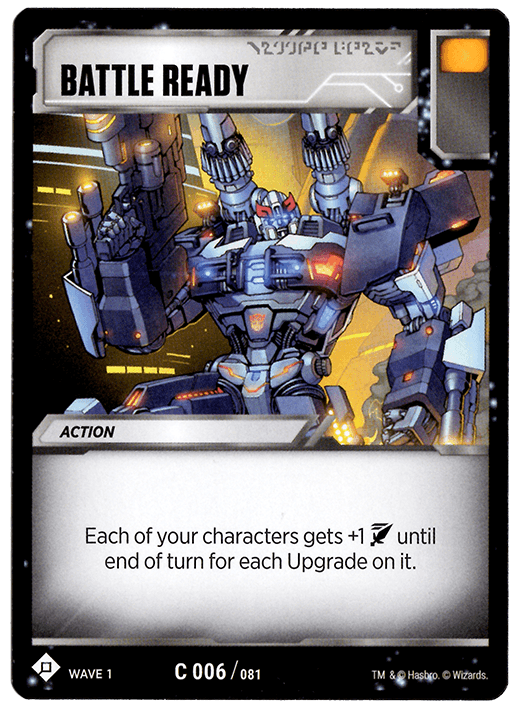 BATTLE READY
ACTION
Each of your characters gets +1 until
end of turn for each Upgrade on it.
WAVE 1
C 006/081
TM & © Hasbro. © Wizards.